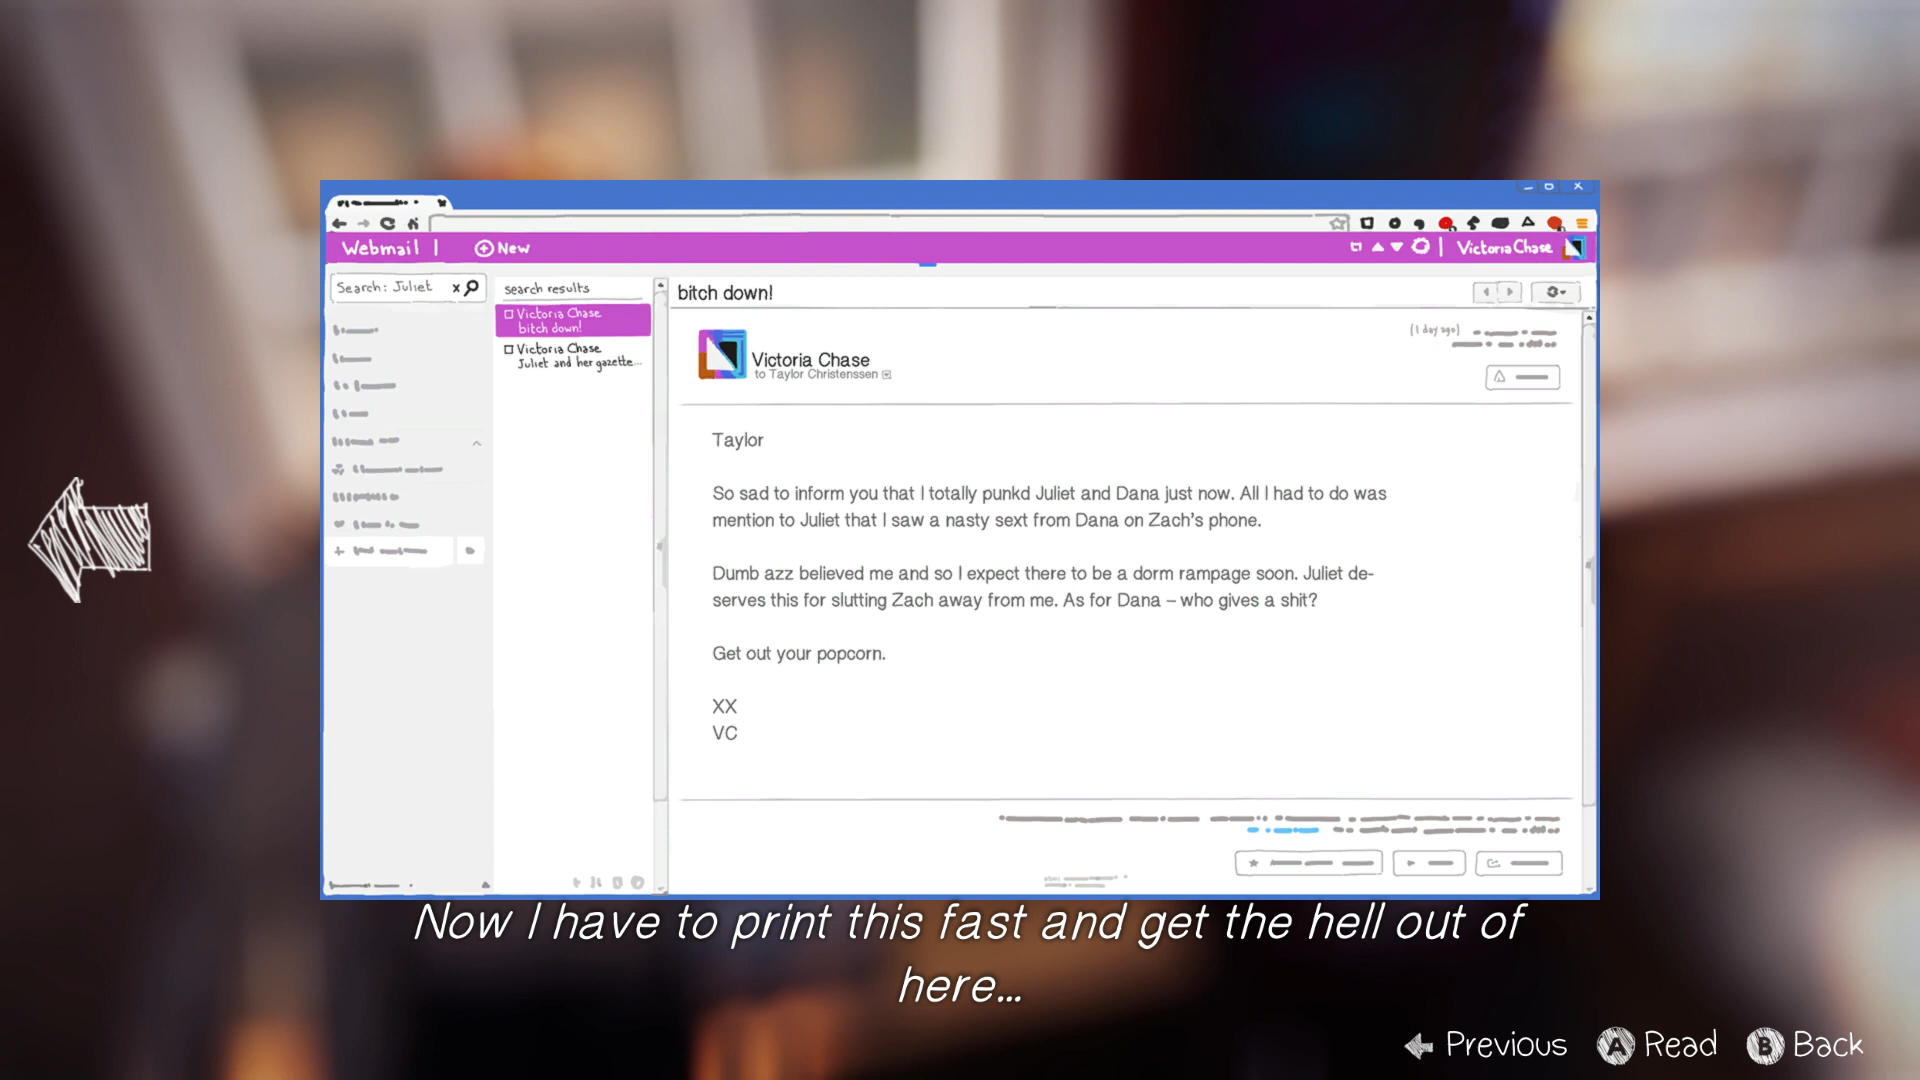 Webmail |
New
Victoria Chase
Search: Juliet x
search results
Victoria Chase
bitch down!
Victoria Chase
Juliet and her gazette...
bitch down!
(1 day ago)
Victoria Chase
to Taylor Christenssen
Taylor
So sad to inform you that I totally punkd Juliet and Dana just now. All I had to do was
mention to Juliet that I saw a nasty sext from Dana on Zach's phone.
Dumb azz believed me and so I expect there to be a dorm rampage soon. Juliet de-
serves this for slutting Zach away from me. As for Dana – who gives a shit?
Get out your popcorn.
XX
VC
Now I have to print this fast and get the hell out of
here...
Previous
A Read
B Back